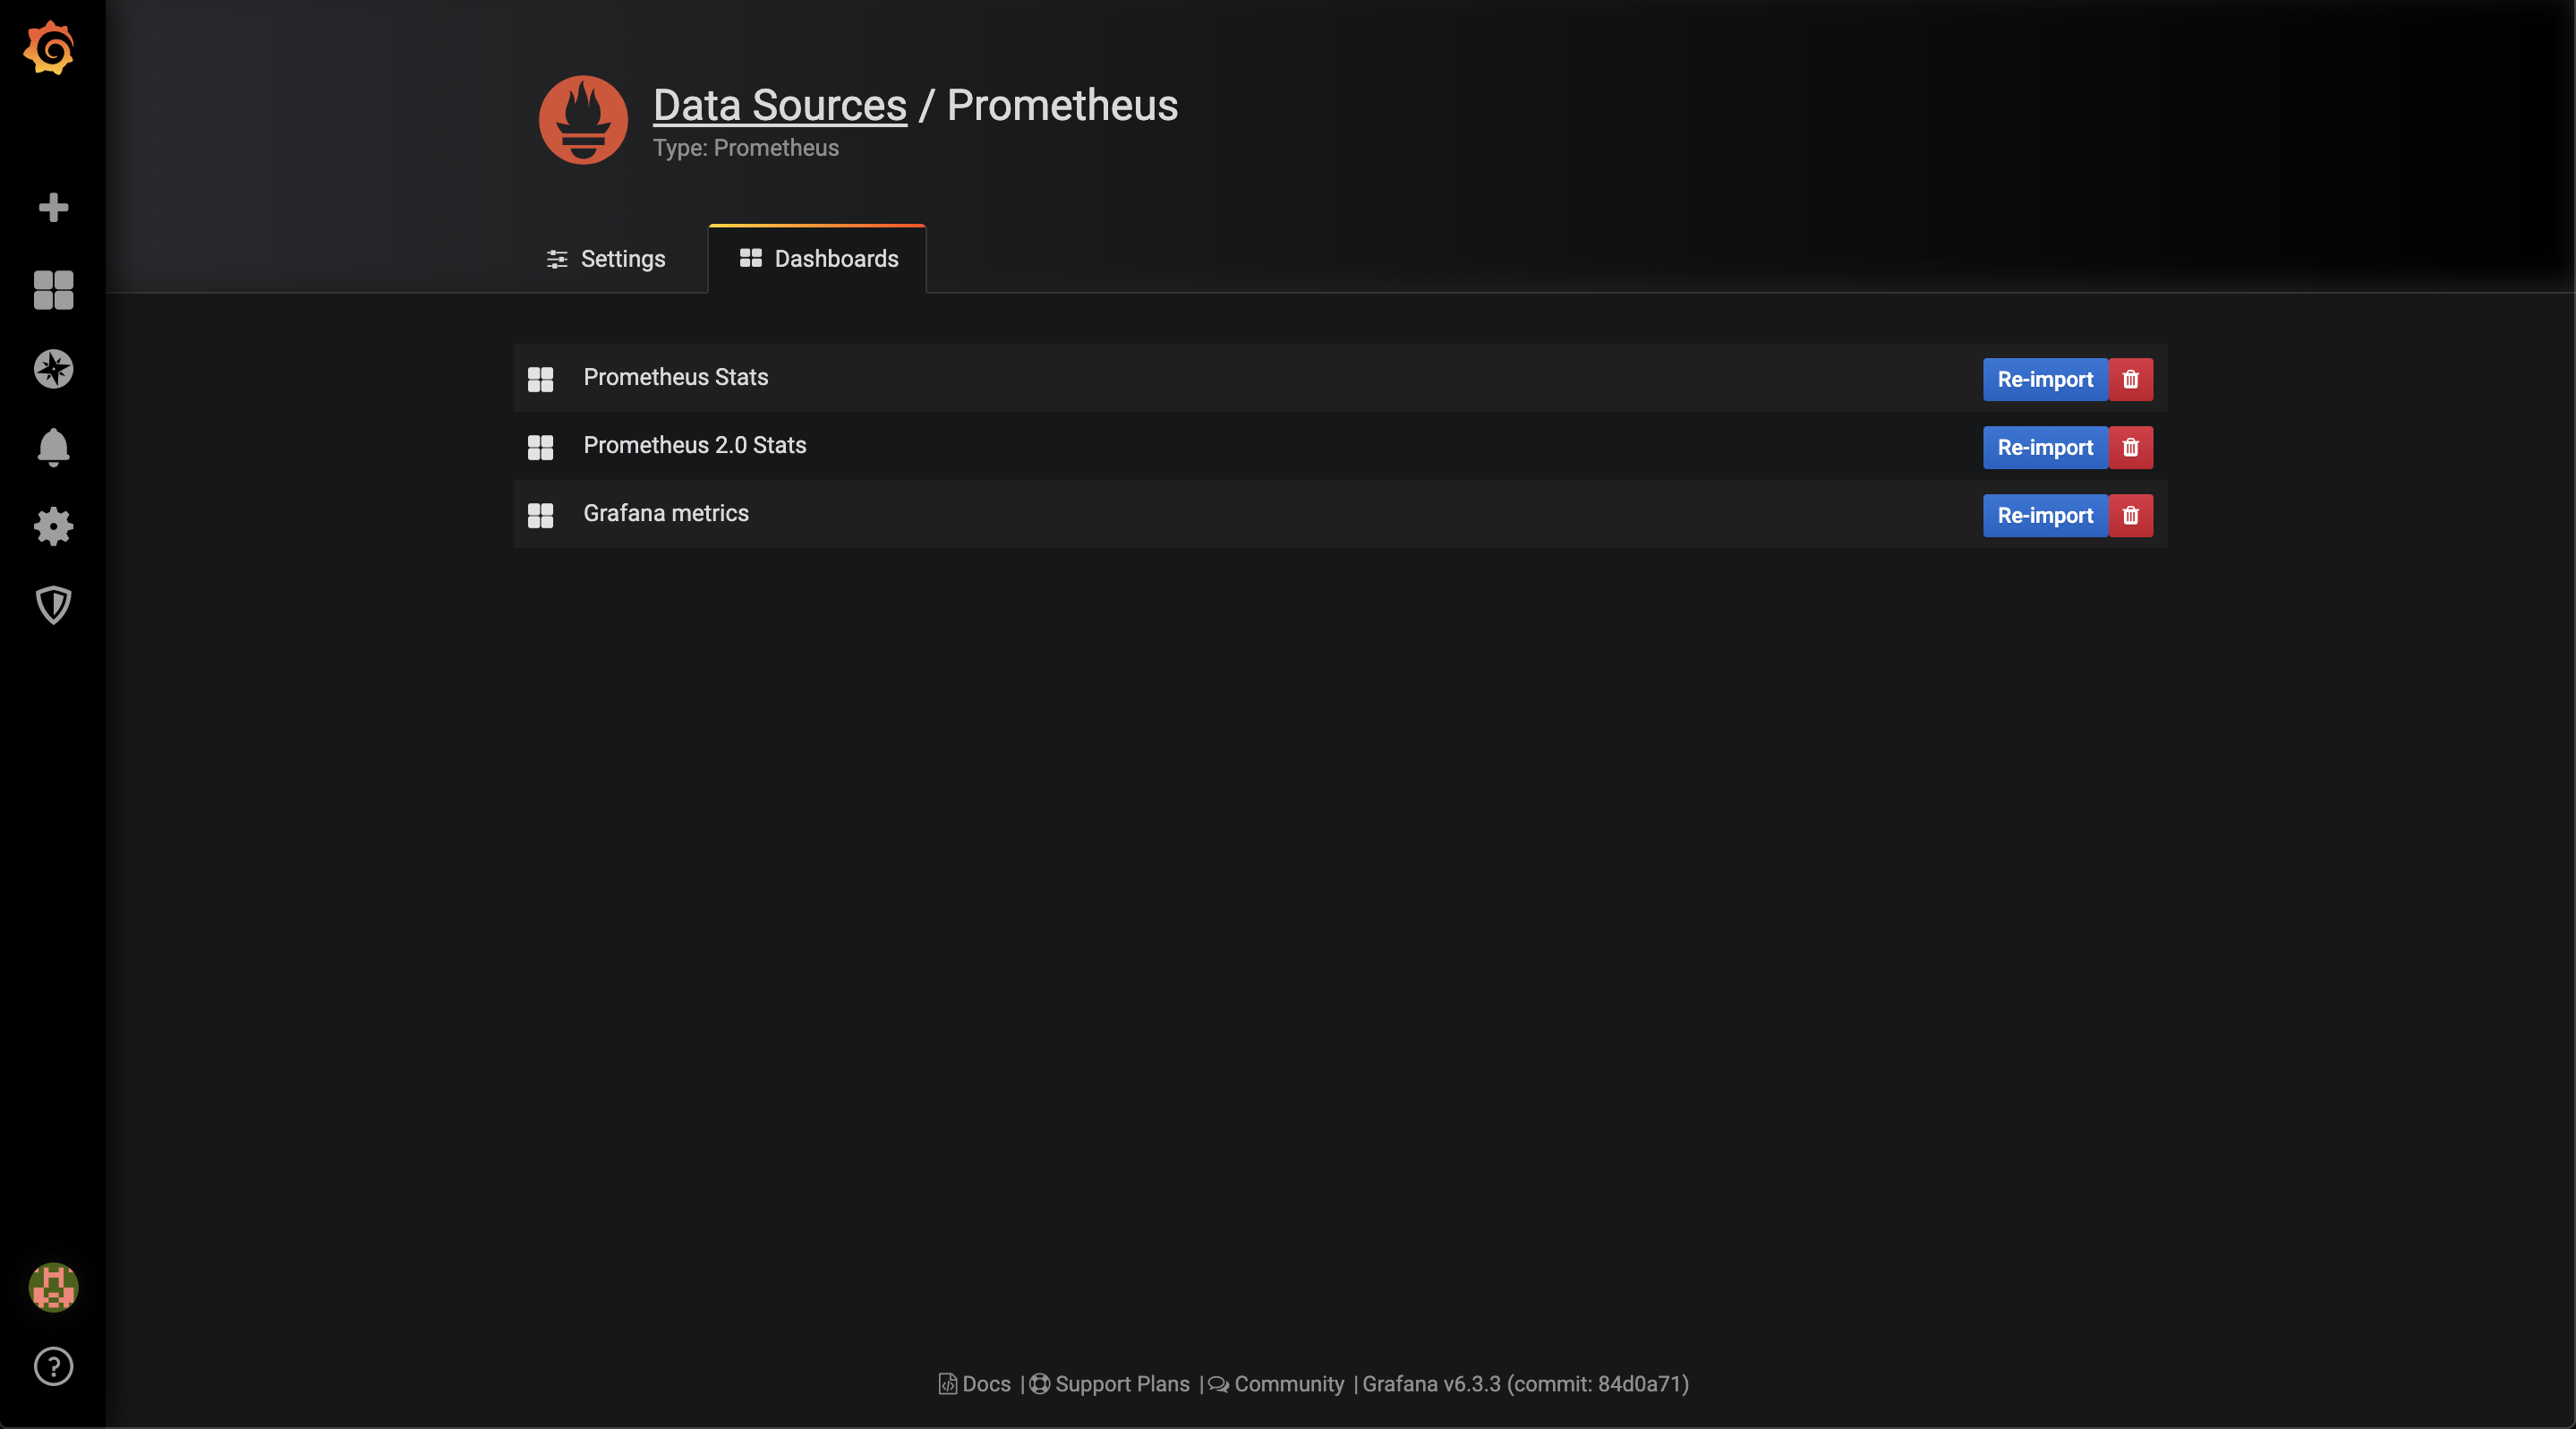 Data Sources / Prometheus
Type: Prometheus
Settings
Dashboards
Prometheus Stats
Re-import
Prometheus 2.0 Stats
Re-import
Grafana metrics
Re-import
Docs | Support Plans | Community | Grafana v6.3.3 (commit: 84d0a71)